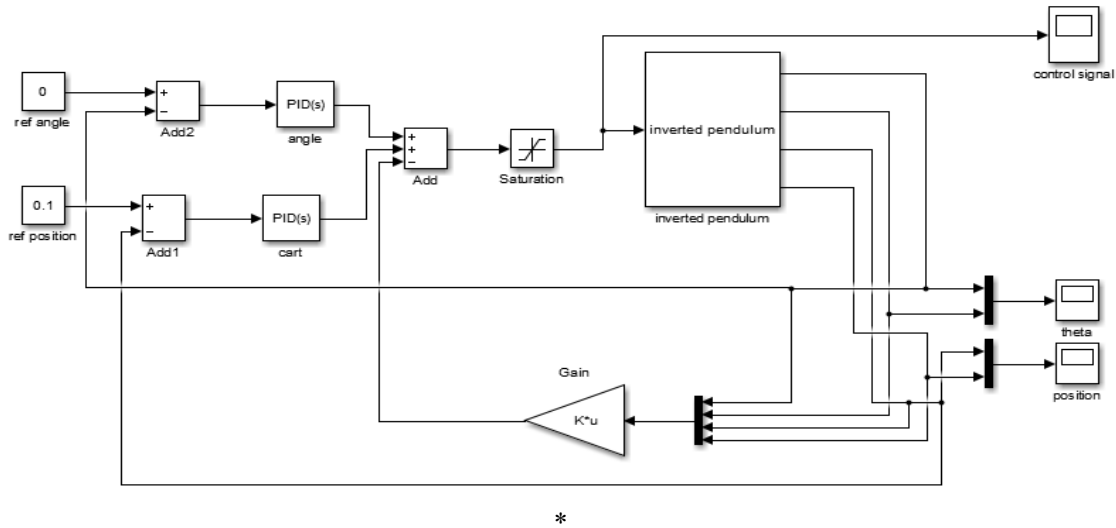 control signal
0
ref angle
+
−
Add2
PID(s)
angle
+
+
−
Add
Saturation
inverted pendulum
inverted pendulum
0.1
ref position
+
−
Add1
PID(s)
cart
theta
position
Gain
K*u
*